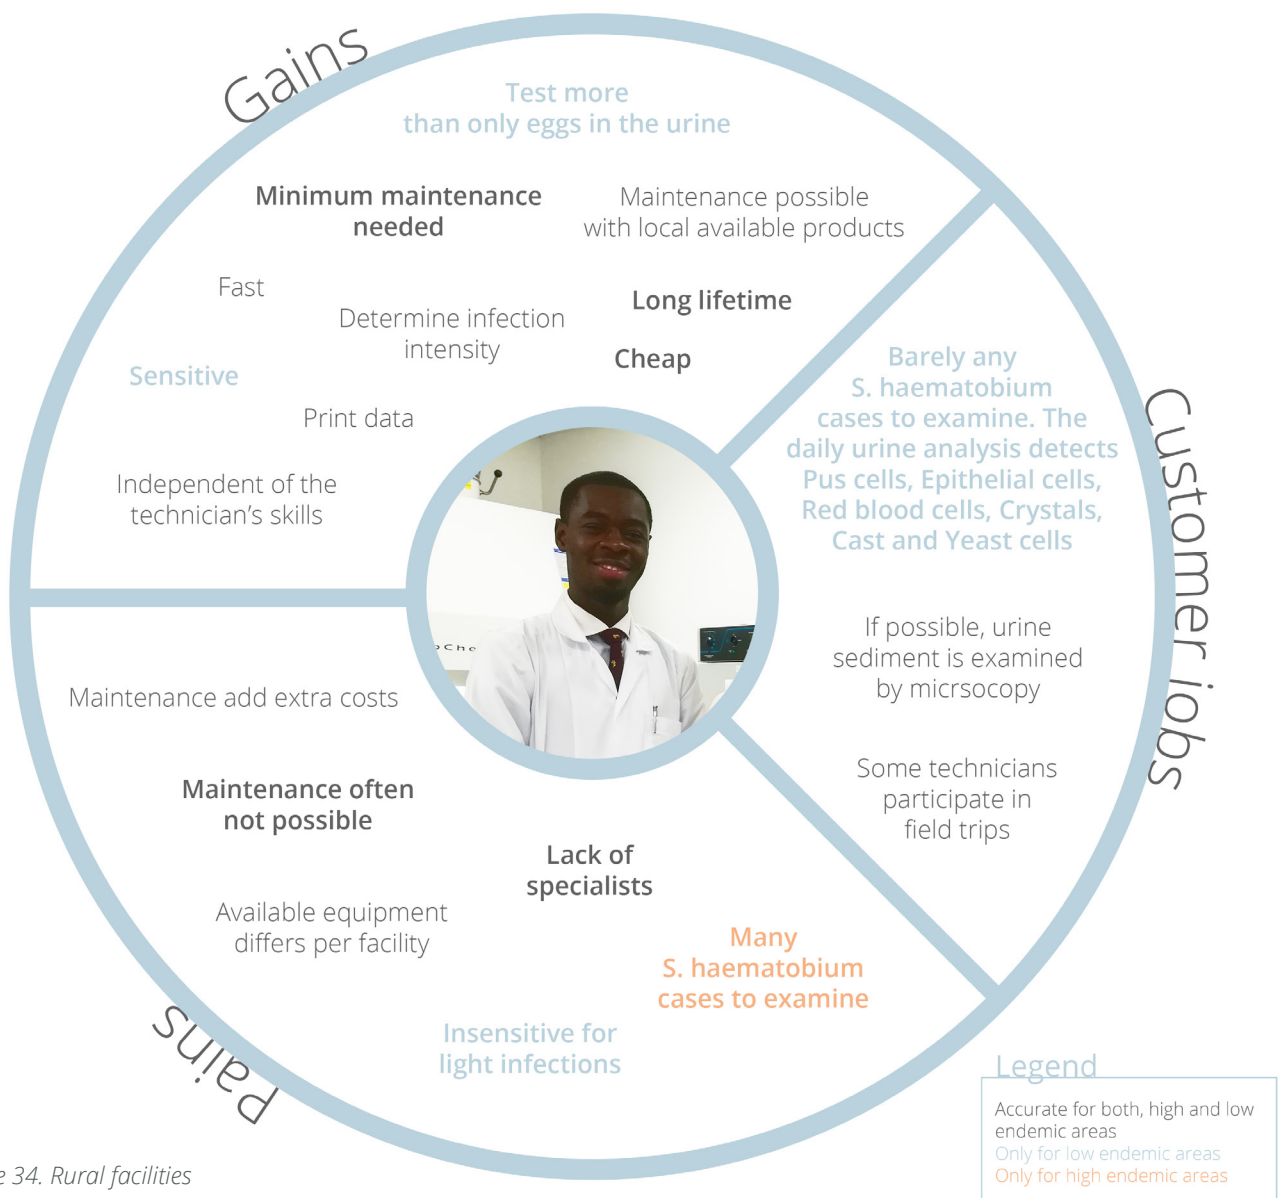 Gains
Test more
than only eggs in the urine
Minimum maintenance
needed
Maintenance possible
with local available products
Fast
Determine infection
intensity
Long lifetime
Cheap
Sensitive
Print data
Independent of the
technician's skills
Customer jobs
Barely any
S. haematobium
cases to examine. The
daily urine analysis detects
Pus cells, Epithelial cells,
Red blood cells, Crystals,
Cast and Yeast cells
If possible, urine
sediment is examined
by micrsocopy
Some technicians
participate in
field trips
Pains
Maintenance add extra costs
Maintenance often
not possible
Lack of
specialists
Available equipment
differs per facility
Many
S. haematobium
cases to examine
Insensitive for
light infections
Legend
Accurate for both, high and low
endemic areas
Only for low endemic areas
Only for high endemic areas
e 34. Rural facilities